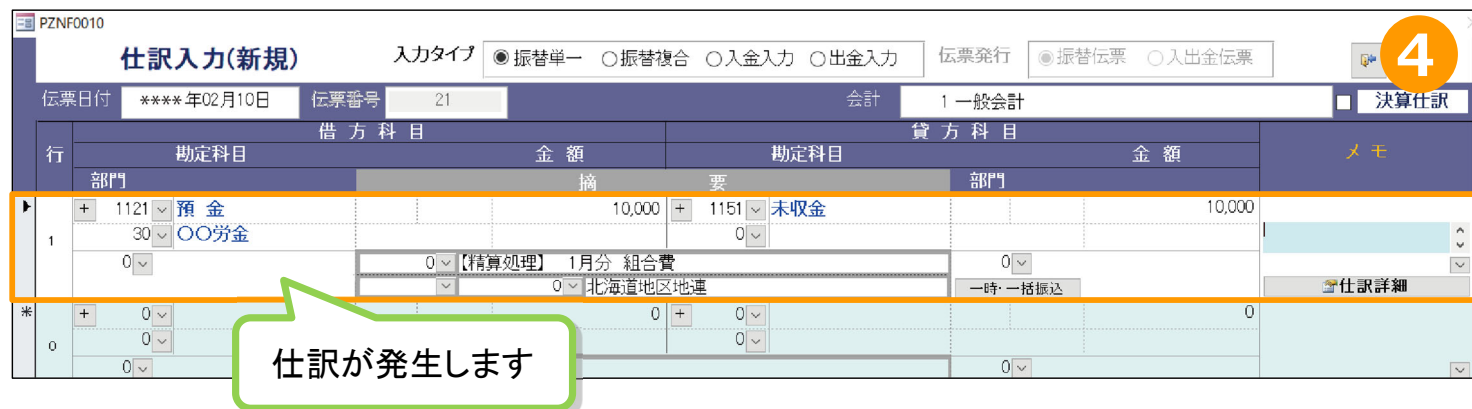 PZNF0010
仕訳入力(新規) 入力タイプ 振替単一 振替複合 入金入力 出金入力 伝票発行 振替伝票 入出金伝票 4
伝票日付 ****年02月10日 伝票番号 21 会計 1 一般会計 決算仕訳
借 方 科 目 貸 方 科 目
行 勘定科目 金 額 勘定科目 金 額 メ モ
部門 摘 要 部門
+ 1121 預 金 10,000 + 1151 未収金 10,000
1 30 〇〇労金 0
0 0 【精算処理】 1月分 組合費 0
0 北海道地区地連 一時・一括振込 仕訳詳細
* + 0 0 + 0 0
0 0 0
0 0
仕訳が発生します